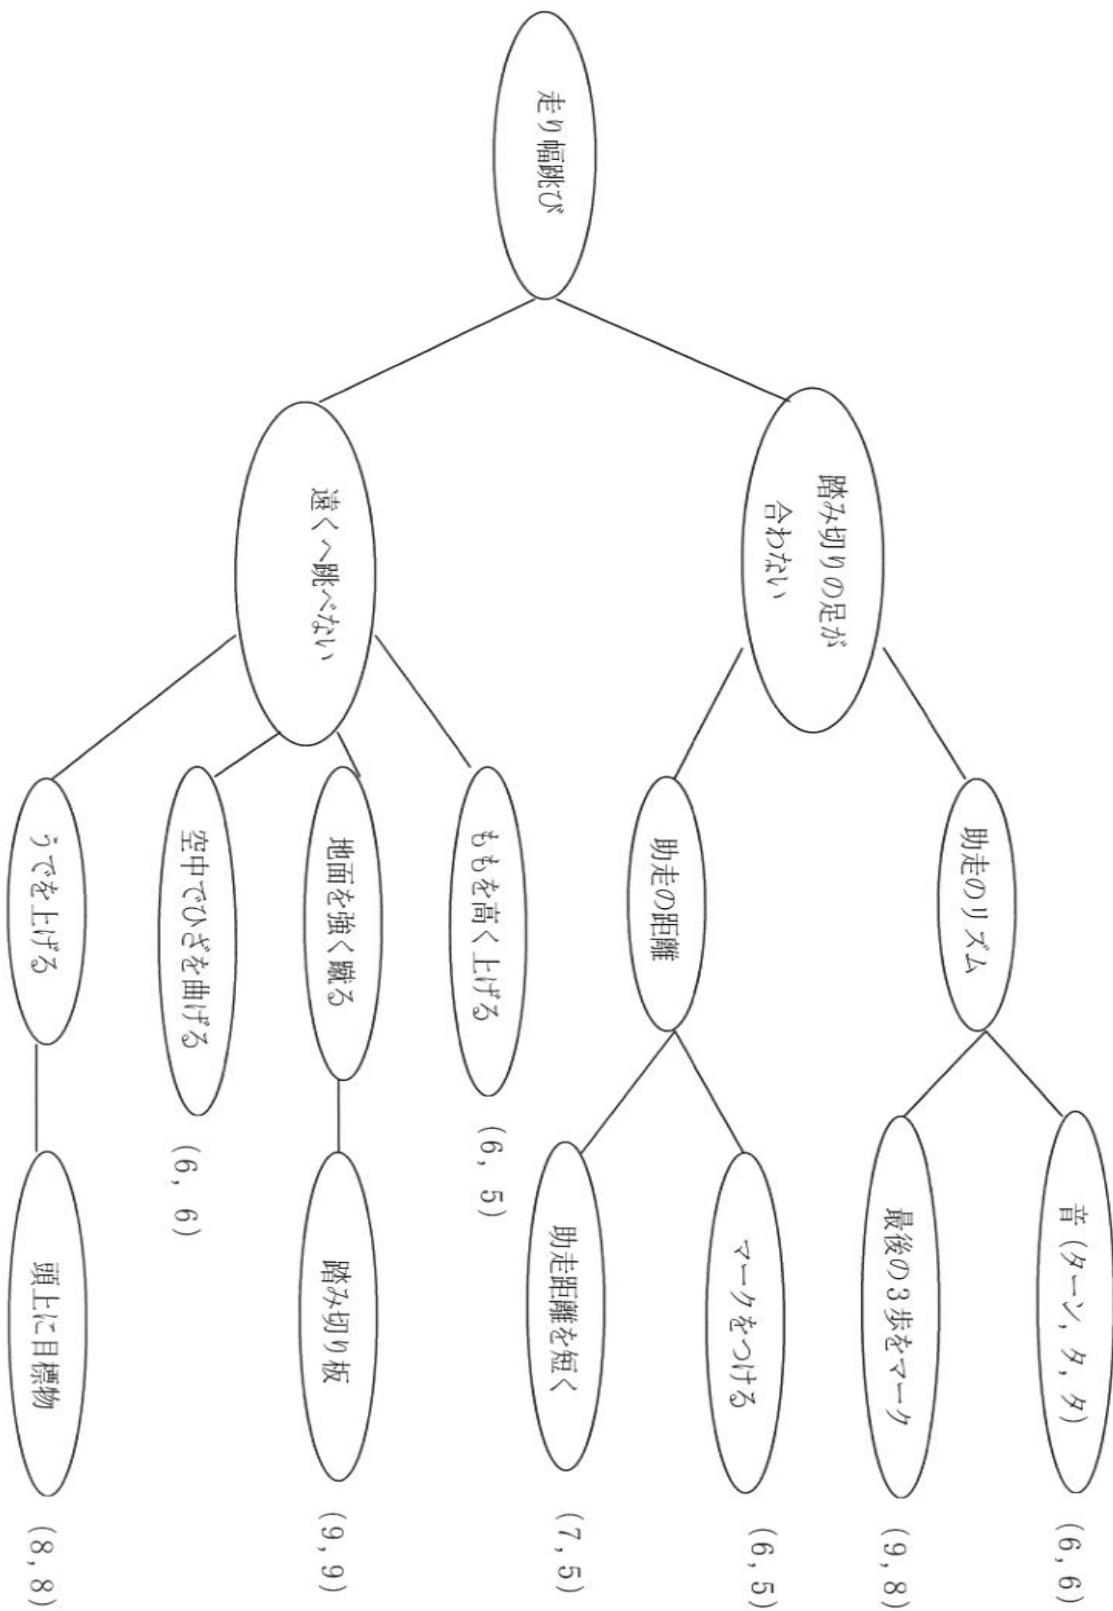 走り幅跳び
踏み切りの足が
合わない
助走のリズム
音(ターン, タ, タ)
(6, 6)
最後の3歩をマーク
(9, 8)
助走の距離
マークをつける
(6, 5)
助走距離を短く
(7, 5)
遠くへ跳べない
ももを高く上げる
(6, 5)
地面を強く蹴る
踏み切り板
(9, 9)
空中でひざを曲げる
(6, 6)
うでを上げる
頭上に目標物
(8, 8)